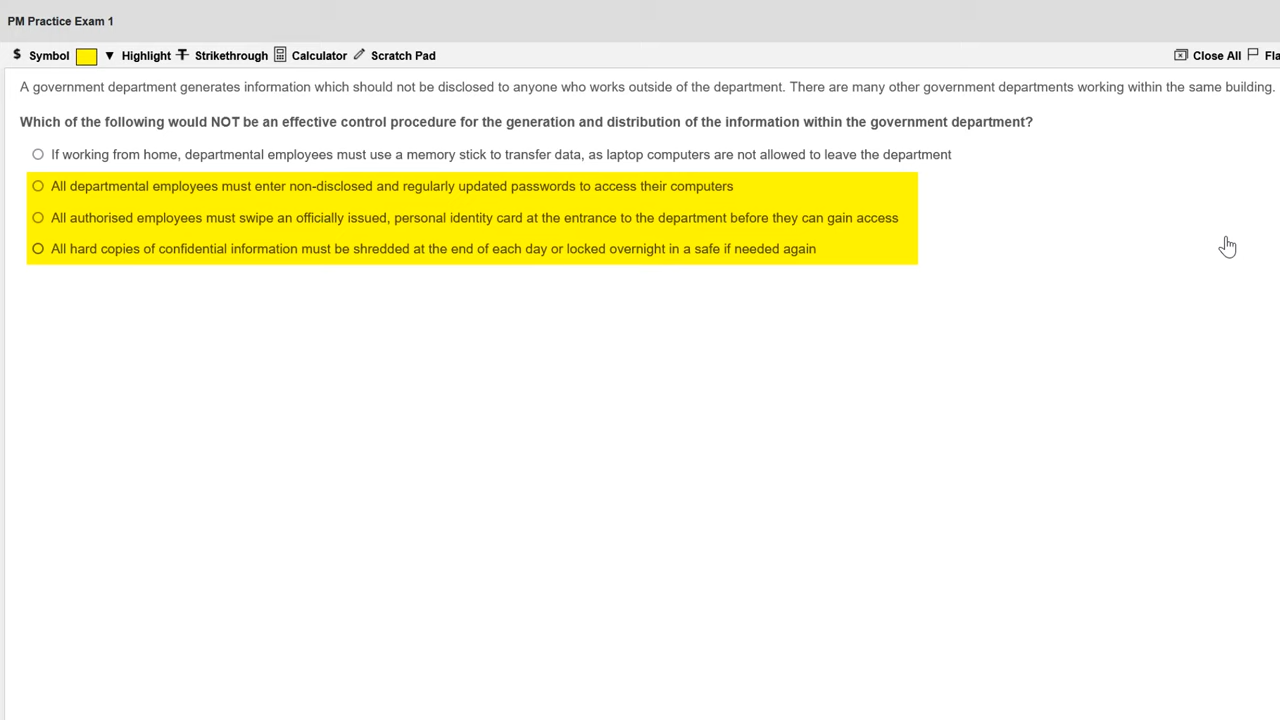 PM Practice Exam 1
$ Symbol ▼ Highlight T Strikethrough Calculator Scratch Pad Close All
A government department generates information which should not be disclosed to anyone who works outside of the department. There are many other government departments working within the same building.
Which of the following would NOT be an effective control procedure for the generation and distribution of the information within the government department?
If working from home, departmental employees must use a memory stick to transfer data, as laptop computers are not allowed to leave the department
All departmental employees must enter non-disclosed and regularly updated passwords to access their computers
All authorised employees must swipe an officially issued, personal identity card at the entrance to the department before they can gain access
All hard copies of confidential information must be shredded at the end of each day or locked overnight in a safe if needed again